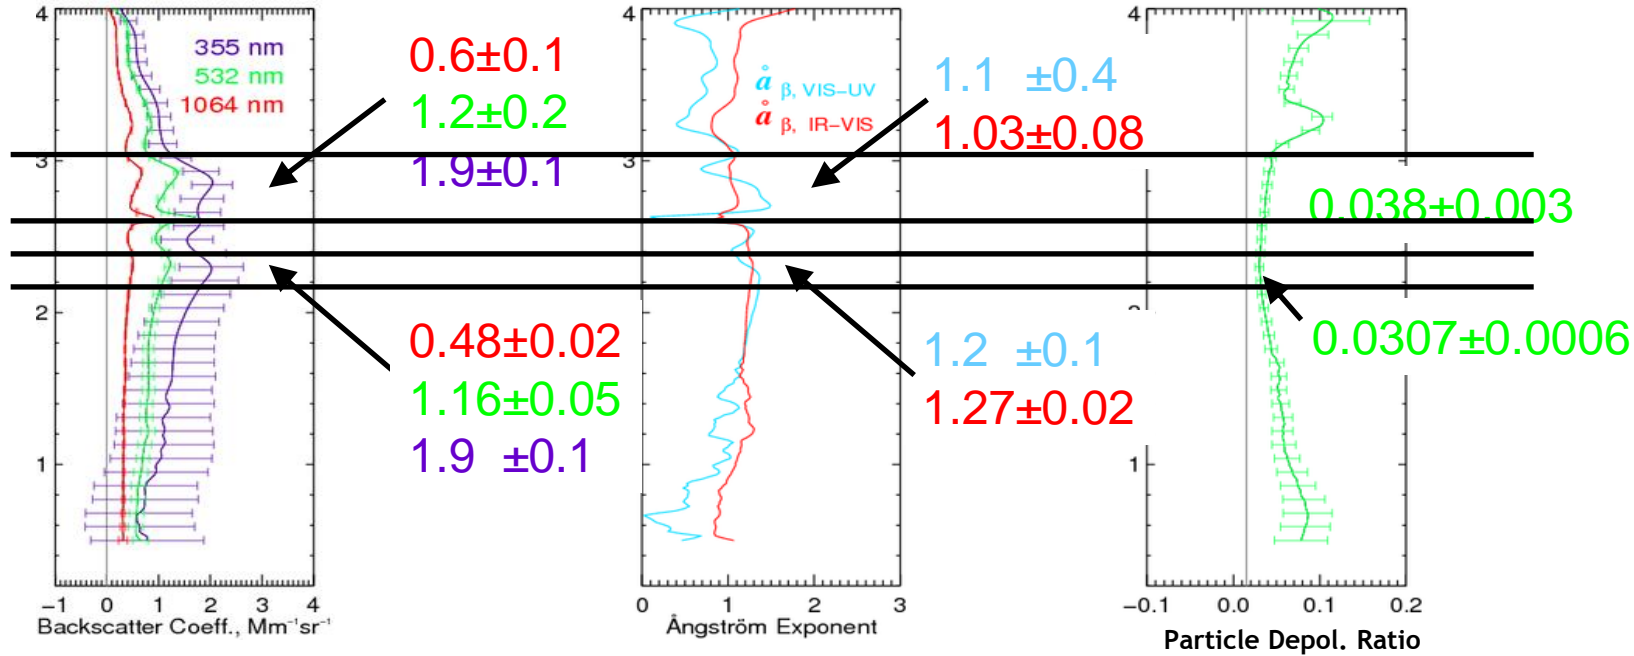 4
355 nm
532 nm
1064 nm
3
2
1
−1 0 1 2 3 4
Backscatter Coeff., Mm⁻¹sr⁻¹
0.6±0.1
1.2±0.2
1.9±0.1
0.48±0.02
1.16±0.05
1.9 ±0.1
4
å β, VIS−UV
å β, IR−VIS
3
1
0 1 2 3
Ångström Exponent
1.1 ±0.4
1.03±0.08
1.2 ±0.1
1.27±0.02
4
3
2
1
−0.1 0.0 0.1 0.2
Particle Depol. Ratio
0.038±0.003
0.0307±0.0006